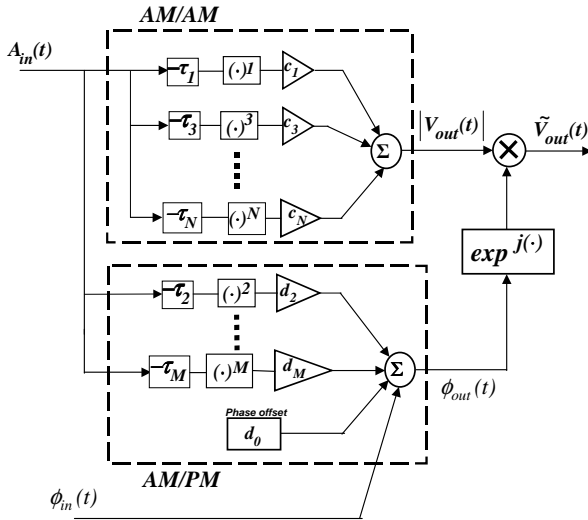 AM/AM
A_in(t)
−τ_1 (·)^1 c_1
−τ_3 (·)^3 c_3
Σ |V_out(t)| Ṽ_out(t)
−τ_N (·)^N c_N
exp^j(·)
−τ_2 (·)^2 d_2
−τ_M (·)^M d_M Σ
ϕ_out(t)
Phase offset
d_0
AM/PM
ϕ_in(t)